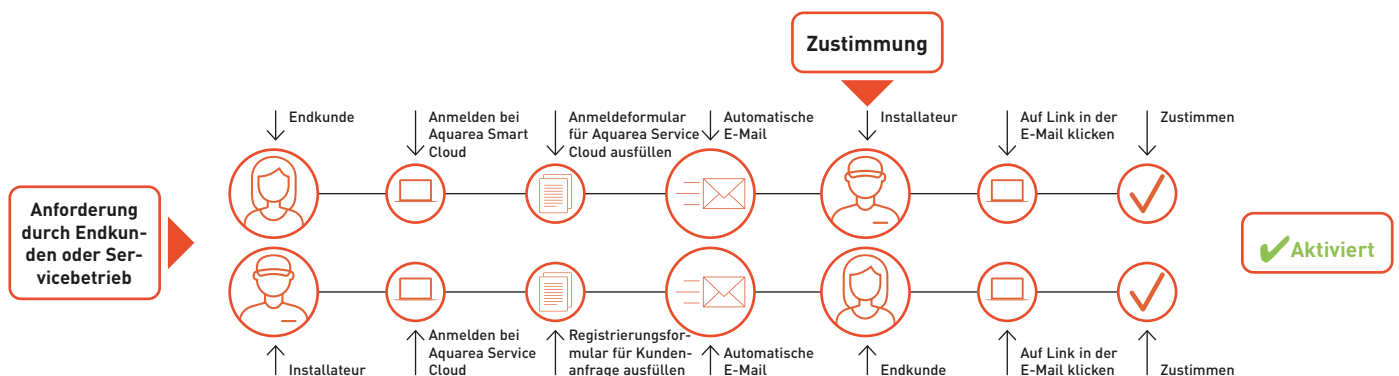 Zustimmung
Endkunde
Anmelden bei
Aquarea Smart
Cloud
Anmeldeformular
für Aquarea Service
Cloud ausfüllen
Automatische
E-Mail
Installateur
Auf Link in der
E-Mail klicken
Zustimmen
Anforderung
durch Endkun-
den oder Ser-
vicebetrieb
Aktiviert
Installateur
Anmelden bei
Aquarea Service
Cloud
Registrierungsfor-
mular für Kunden-
anfrage ausfüllen
Automatische
E-Mail
Endkunde
Auf Link in der
E-Mail klicken
Zustimmen